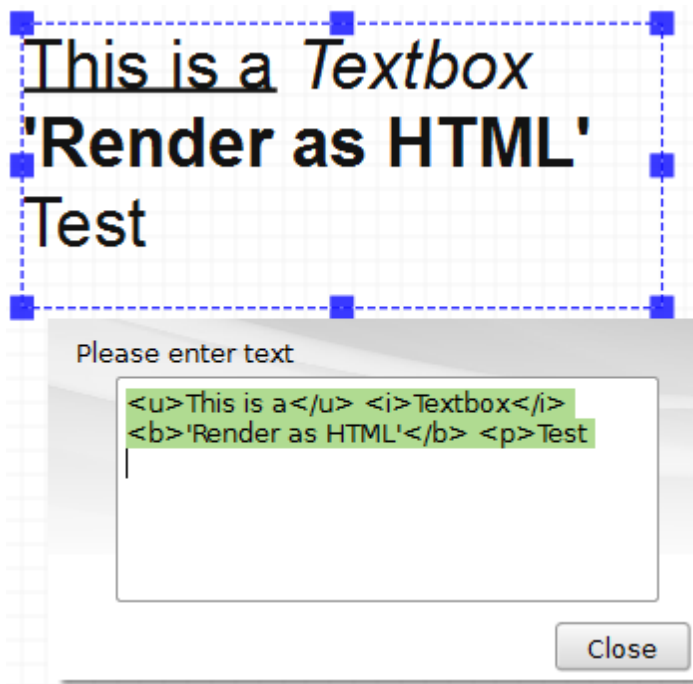 This is a Textbox
'Render as HTML'
Test
Please enter text
<u>This is a</u> <i>Textbox</i>
<b>'Render as HTML'</b> <p>Test
Close